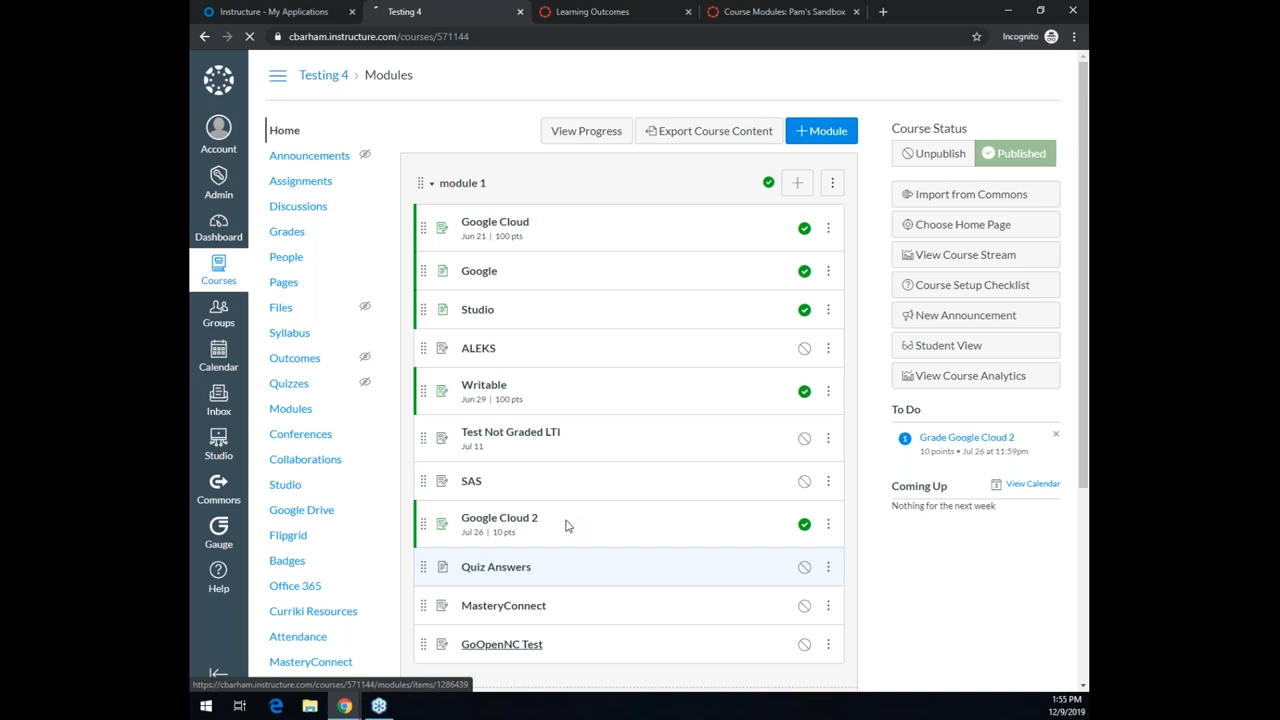 Instructure - My Applications
Testing 4
Learning Outcomes
Course Modules: Pam's Sandbox
cbarham.instructure.com/courses/571144
Incognito
Testing 4 › Modules
Account
Admin
Dashboard
Courses
Groups
Calendar
Inbox
Studio
Commons
Gauge
Help
Home
Announcements
Assignments
Discussions
Grades
People
Pages
Files
Syllabus
Outcomes
Quizzes
Modules
Conferences
Collaborations
Studio
Google Drive
Flipgrid
Badges
Office 365
Curriki Resources
Attendance
MasteryConnect
View Progress
Export Course Content
+ Module
module 1
Google Cloud
Jun 21 | 100 pts
Google
Studio
ALEKS
Writable
Jun 29 | 100 pts
Test Not Graded LTI
Jul 11
SAS
Google Cloud 2
Jul 26 | 10 pts
Quiz Answers
MasteryConnect
GoOpenNC Test
Course Status
Unpublish
Published
Import from Commons
Choose Home Page
View Course Stream
Course Setup Checklist
New Announcement
Student View
View Course Analytics
To Do
1
Grade Google Cloud 2
10 points • Jul 26 at 11:59pm
Coming Up
View Calendar
Nothing for the next week
https://cbarham.instructure.com/courses/571144/modules/items/1286439
1:55 PM
12/9/2019